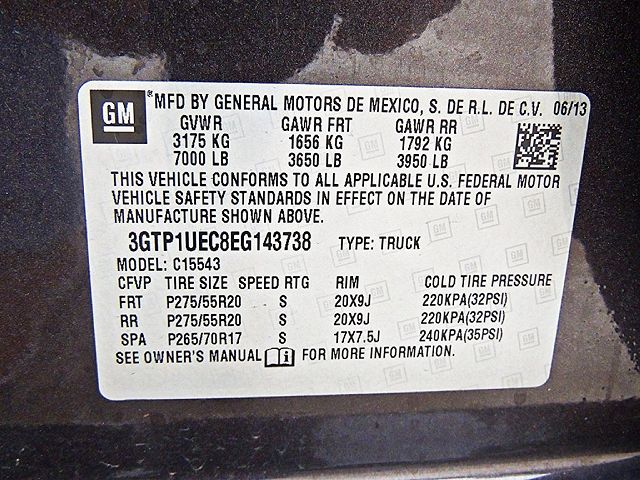 GM ® MFD BY GENERAL MOTORS DE MEXICO, S. DE R.L. DE C.V. 06/13
GVWR GAWR FRT GAWR RR
3175 KG 1656 KG 1792 KG
7000 LB 3650 LB 3950 LB
THIS VEHICLE CONFORMS TO ALL APPLICABLE U.S. FEDERAL MOTOR
VEHICLE SAFETY STANDARDS IN EFFECT ON THE DATE OF
MANUFACTURE SHOWN ABOVE.
3GTP1UEC8EG143738 TYPE: TRUCK
MODEL: C15543
CFVP TIRE SIZE SPEED RTG RIM COLD TIRE PRESSURE
FRT P275/55R20 S 20X9J 220KPA(32PSI)
RR P275/55R20 S 20X9J 220KPA(32PSI)
SPA P265/70R17 S 17X7.5J 240KPA(35PSI)
SEE OWNER'S MANUAL FOR MORE INFORMATION.